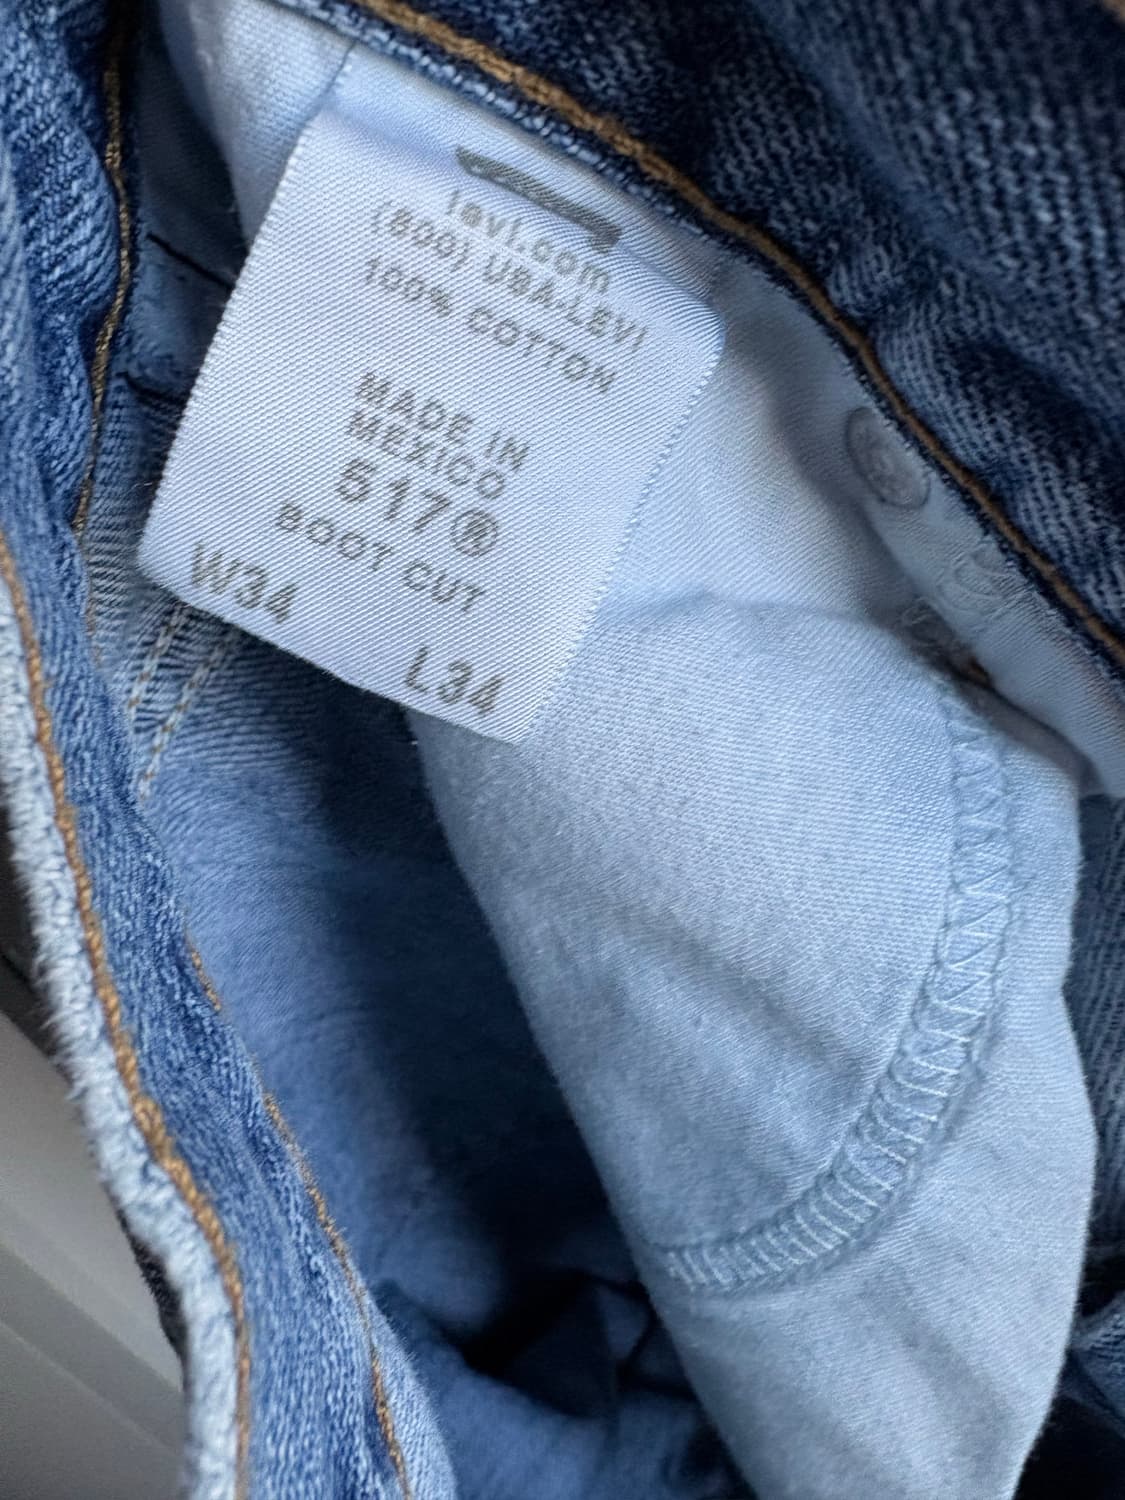 levi.com
(800) USA-LEVI
100% COTTON
MADE IN
MEXICO
517®
BOOT CUT
W34
L34